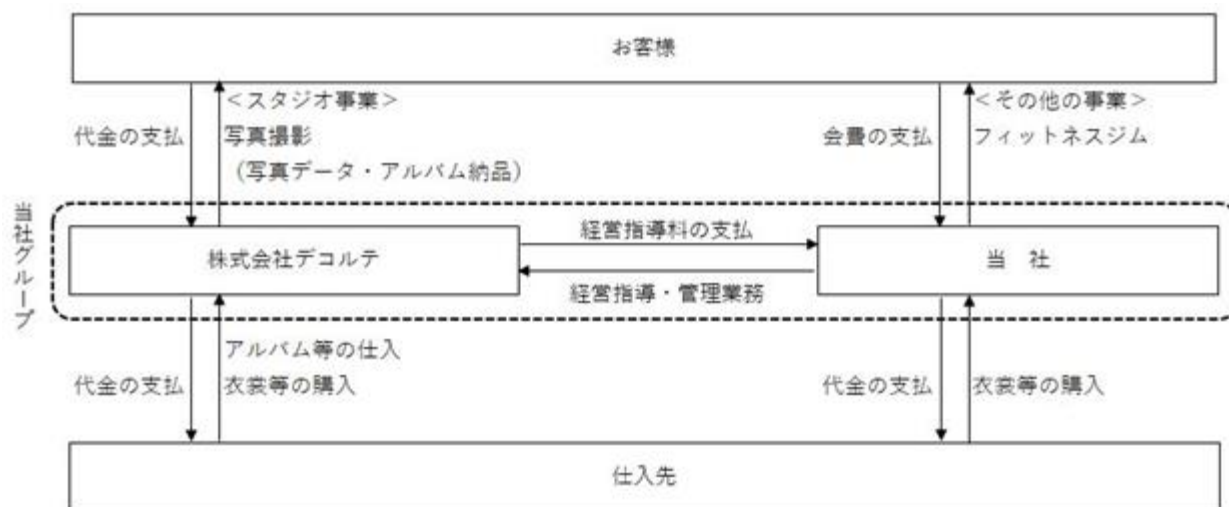 お客様
<スタジオ事業>
代金の支払
写真撮影
(写真データ・アルバム納品)
<その他の事業>
会費の支払
フィットネスジム
当社グループ
株式会社デコルテ
経営指導料の支払
経営指導・管理業務
当 社
アルバム等の仕入
代金の支払
衣裳等の購入
代金の支払
衣裳等の購入
仕入先